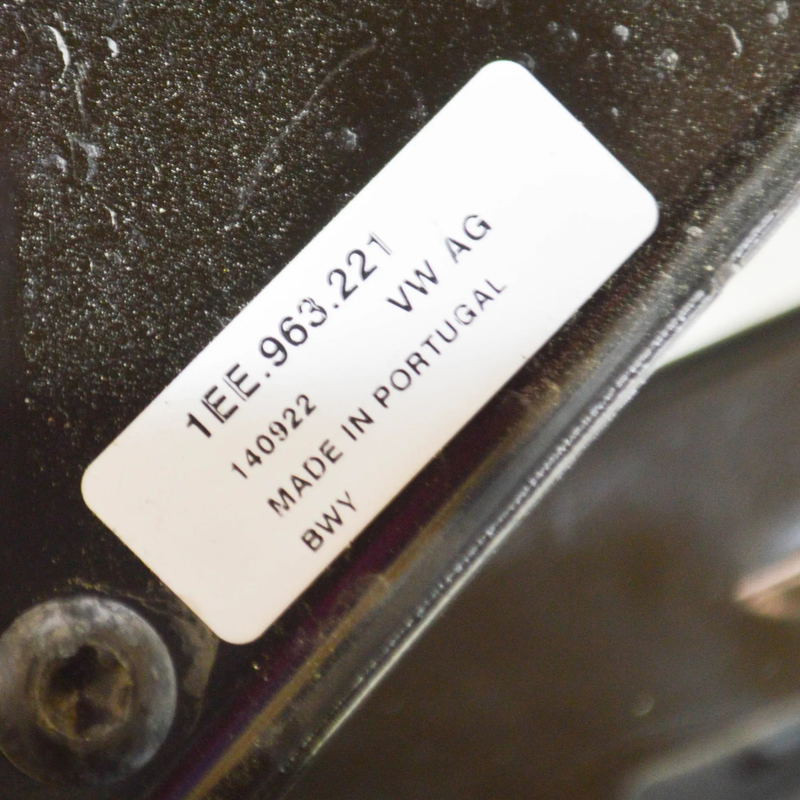 1EE.963.221
VW AG
140922
MADE IN PORTUGAL
BWY